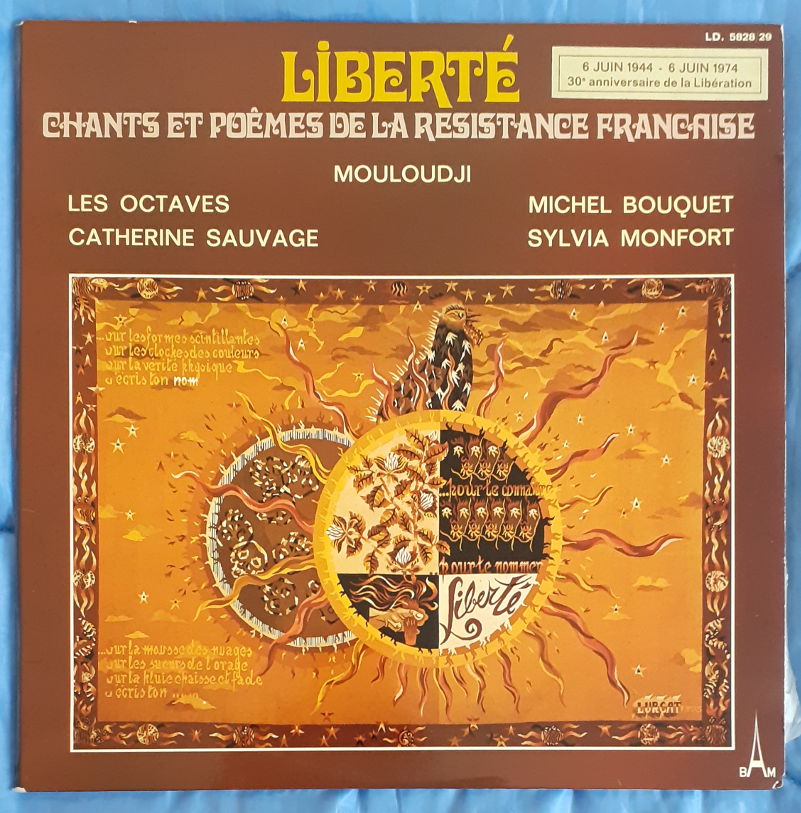 LD. 5828 29
LIBERTÉ
6 JUIN 1944 - 6 JUIN 1974
30e anniversaire de la Libération
CHANTS ET POÊMES DE LA RESISTANCE FRANCAISE
MOULOUDJI
LES OCTAVES
MICHEL BOUQUET
CATHERINE SAUVAGE
SYLVIA MONFORT
...sur les formes scintillantes
sur les cloches des couleurs
sur la vérité physique
j écris ton nom
...pour te connaitre
pour te nommer
Liberté
...sur la mousse des nuages
sur les sueurs de l'orage
sur la pluie épaisse et fade
j écris ton
LURÇAT
BAM